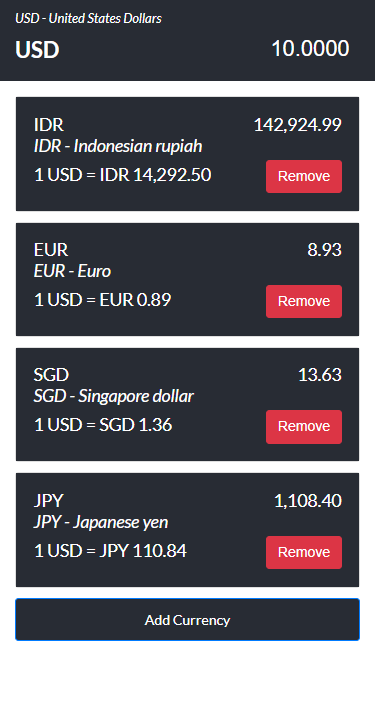 USD - United States Dollars
USD 10.0000
IDR 142,924.99
IDR - Indonesian rupiah
1 USD = IDR 14,292.50 Remove
EUR 8.93
EUR - Euro
1 USD = EUR 0.89 Remove
SGD 13.63
SGD - Singapore dollar
1 USD = SGD 1.36 Remove
JPY 1,108.40
JPY - Japanese yen
1 USD = JPY 110.84 Remove
Add Currency